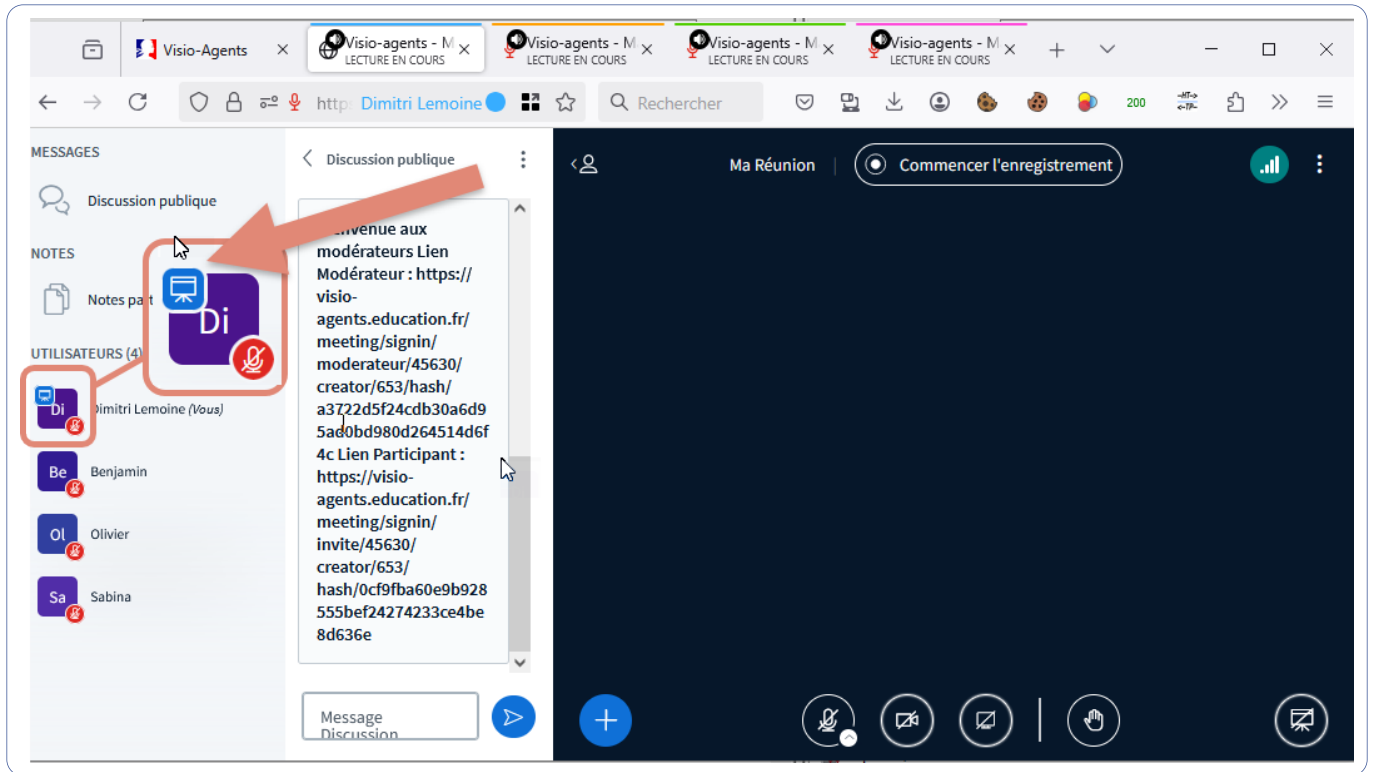 Visio-Agents
Visio-agents - M
LECTURE EN COURS
Visio-agents - M
LECTURE EN COURS
Visio-agents - M
LECTURE EN COURS
Visio-agents - M
LECTURE EN COURS
http
Dimitri Lemoine
Rechercher
200
-HT->
<-TP-
MESSAGES
Discussion publique
NOTES
Notes part
UTILISATEURS (4)
Di
Di
Dimitri Lemoine (Vous)
Be
Benjamin
Ol
Olivier
Sa
Sabina
Discussion publique
aux
modérateurs Lien
Modérateur : https://
visio-
agents.education.fr/
meeting/signin/
moderateur/45630/
creator/653/hash/
a3722d5f24cdb30a6d9
5ad0bd980d264514d6f
4c Lien Participant :
https://visio-
agents.education.fr/
meeting/signin/
invite/45630/
creator/653/
hash/0cf9fba60e9b928
555bef24274233ce4be
8d636e
Message
Discussion
Ma Réunion
Commencer l'enregistrement